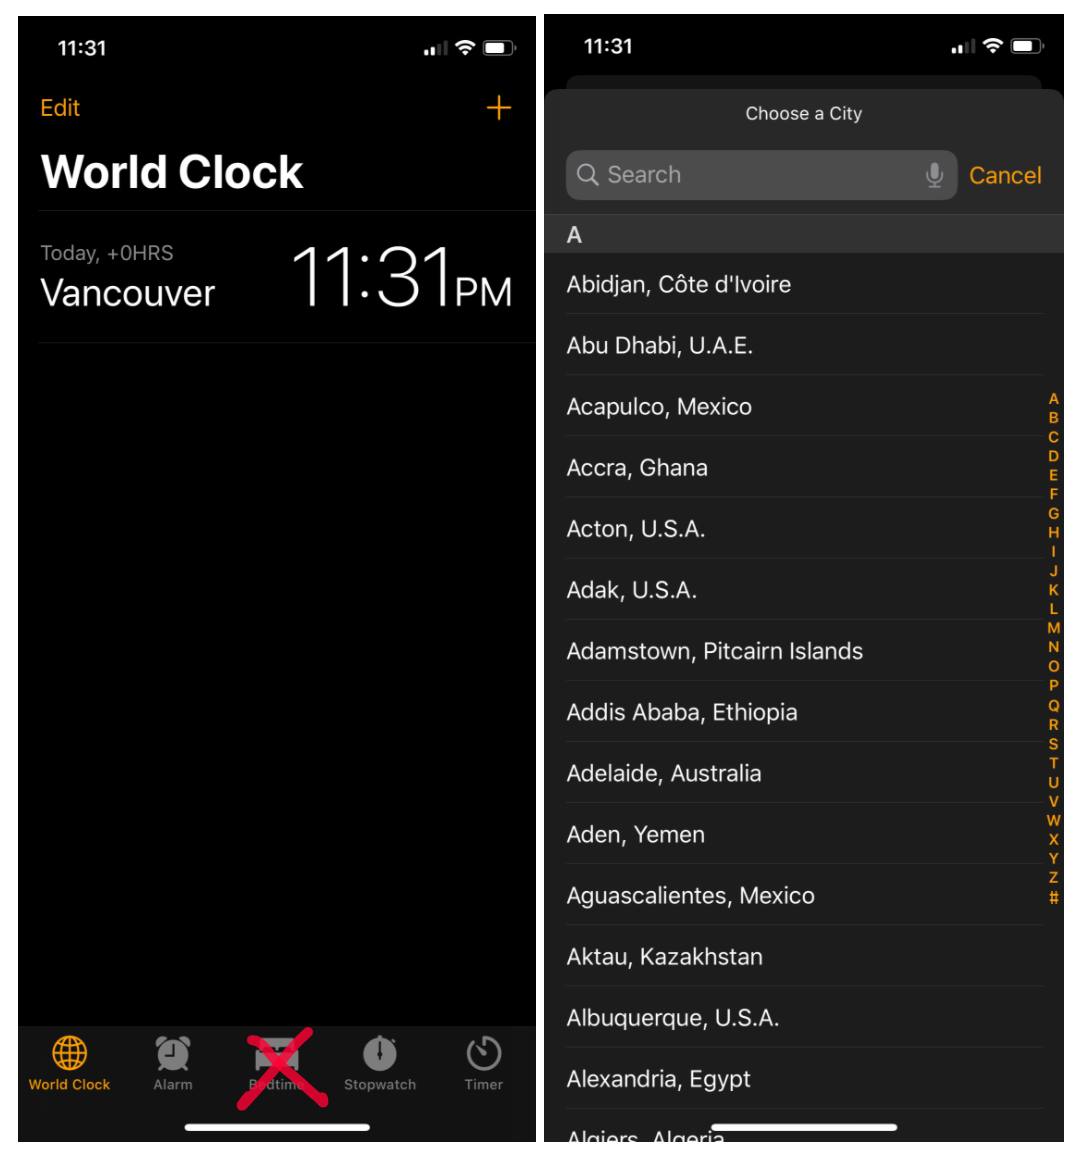 11:31
Edit
+
World Clock
Today, +0HRS
Vancouver
11:31PM
World Clock
Alarm
Bedtime
Stopwatch
Timer
11:31
Choose a City
Search
Cancel
A
Abidjan, Côte d'Ivoire
Abu Dhabi, U.A.E.
Acapulco, Mexico
Accra, Ghana
Acton, U.S.A.
Adak, U.S.A.
Adamstown, Pitcairn Islands
Addis Ababa, Ethiopia
Adelaide, Australia
Aden, Yemen
Aguascalientes, Mexico
Aktau, Kazakhstan
Albuquerque, U.S.A.
Alexandria, Egypt
Algiers, Algeria
A
B
C
D
E
F
G
H
I
J
K
L
M
N
O
P
Q
R
S
T
U
V
W
X
Y
Z
#